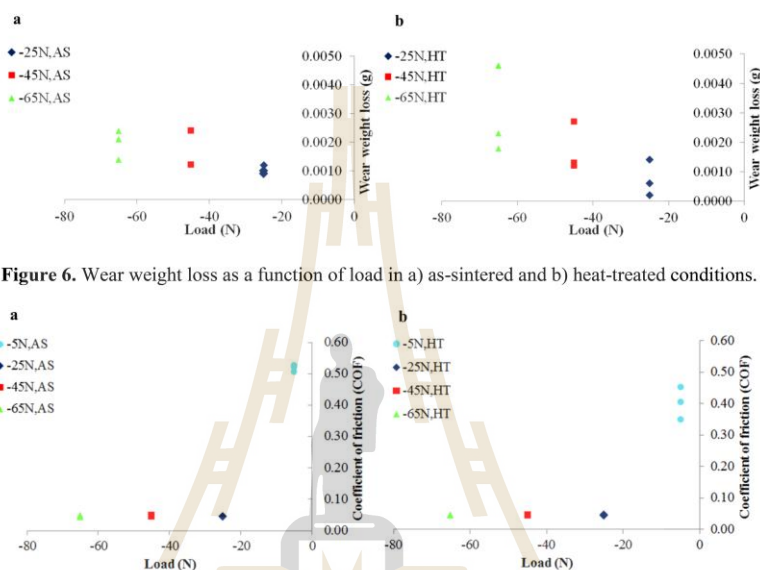 a
-25N,AS
-45N,AS
-65N,AS
0.0050
0.0040
0.0030
0.0020
0.0010
0.0000
Wear weight loss (g)
-80 -60 -40 -20 0
Load (N)
b
-25N,HT
-45N,HT
-65N,HT
0.0050
0.0040
0.0030
0.0020
0.0010
0.0000
Wear weight loss (g)
-80 -60 -40 -20 0
Load (N)
Figure 6. Wear weight loss as a function of load in a) as-sintered and b) heat-treated conditions.
a
-5N,AS
-25N,AS
-45N,AS
-65N,AS
0.60
0.50
0.40
0.30
0.20
0.10
0.00
Coefficient of friction (COF)
-80 -60 -40 -20 0
Load (N)
b
-5N,HT
-25N,HT
-45N,HT
-65N,HT
0.60
0.50
0.40
0.30
0.20
0.10
0.00
Coefficient of friction (COF)
-80 -60 -40 -20 0
Load (N)